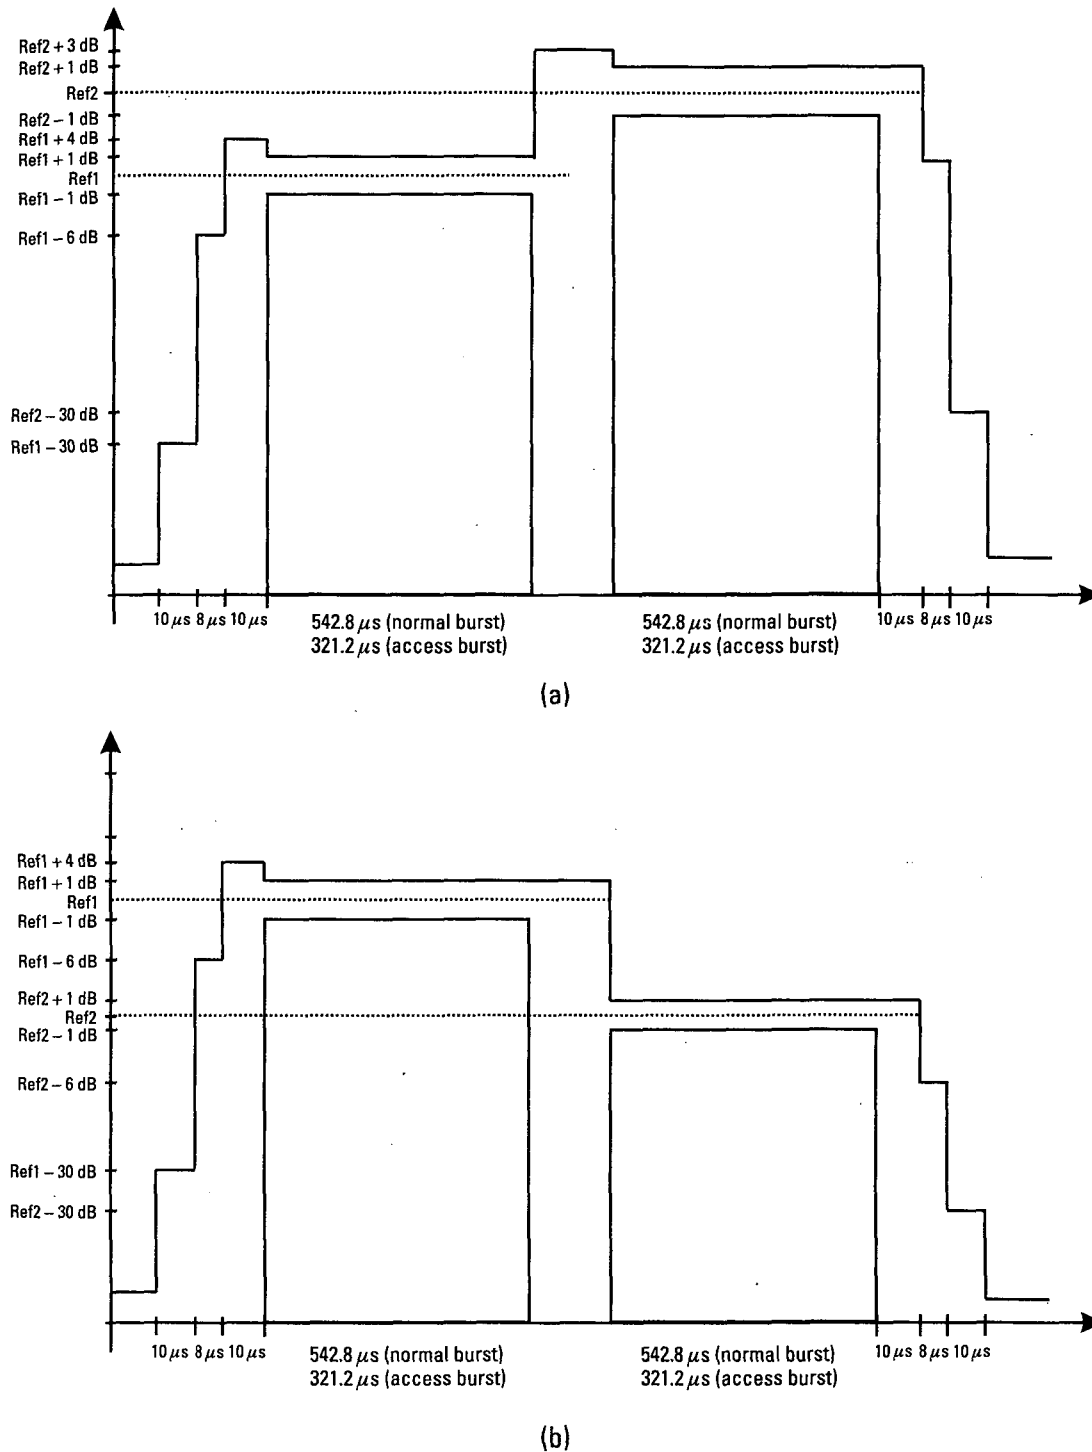 Ref2 + 3 dB
Ref2 + 1 dB
Ref2
Ref2 – 1 dB
Ref1 + 4 dB
Ref1 + 1 dB
Ref1
Ref1 – 1 dB
Ref1 – 6 dB
Ref2 – 30 dB
Ref1 – 30 dB
10 μs 8 μs 10 μs
542.8 μs (normal burst)
321.2 μs (access burst)
542.8 μs (normal burst)
321.2 μs (access burst)
10 μs 8 μs 10 μs
(a)
Ref1 + 4 dB
Ref1 + 1 dB
Ref1
Ref1 – 1 dB
Ref1 – 6 dB
Ref2 + 1 dB
Ref2
Ref2 – 1 dB
Ref2 – 6 dB
Ref1 – 30 dB
Ref2 – 30 dB
10 μs 8 μs 10 μs
542.8 μs (normal burst)
321.2 μs (access burst)
542.8 μs (normal burst)
321.2 μs (access burst)
10 μs 8 μs 10 μs
(b)